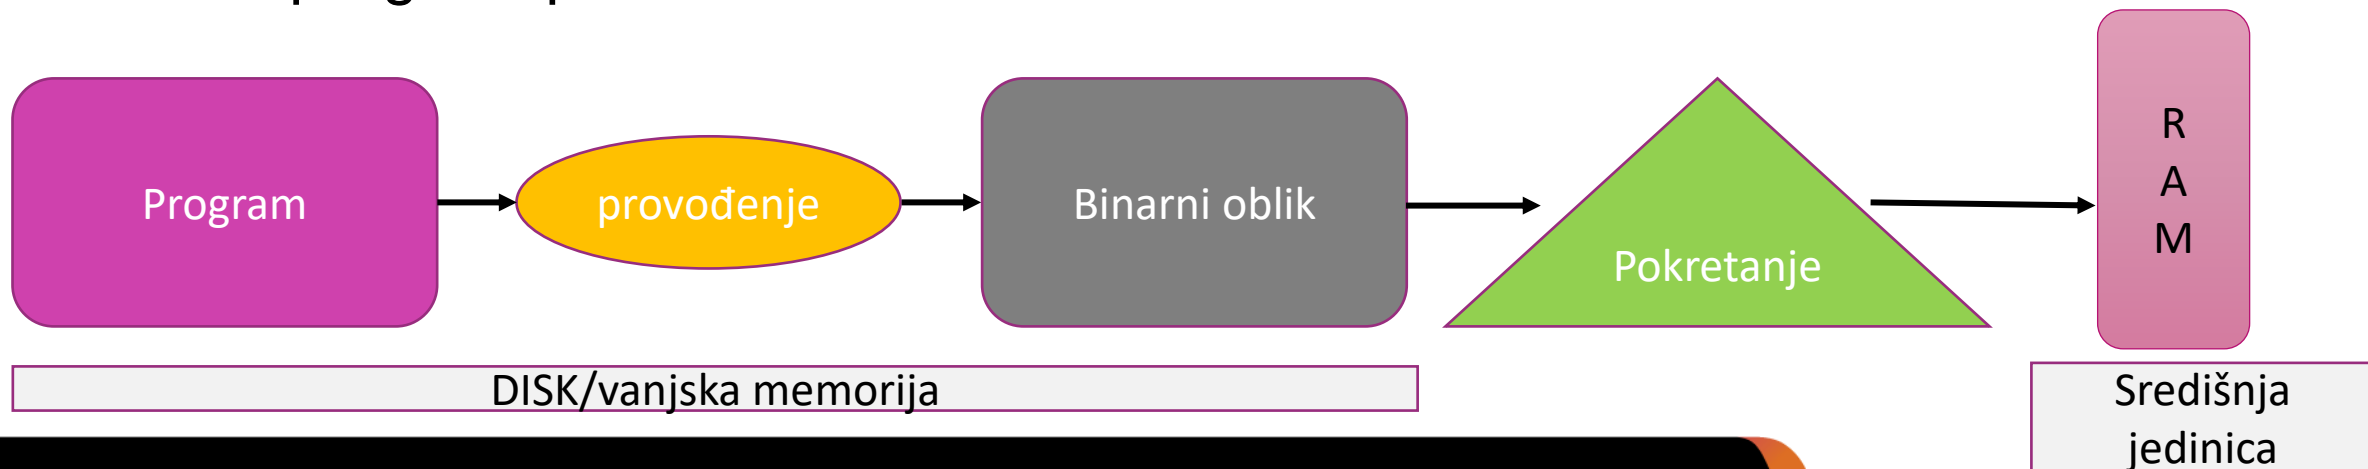 Program
provođenje
Binarni oblik
Pokretanje
R
A
M
DISK/vanjska memorija
Središnja
jedinica